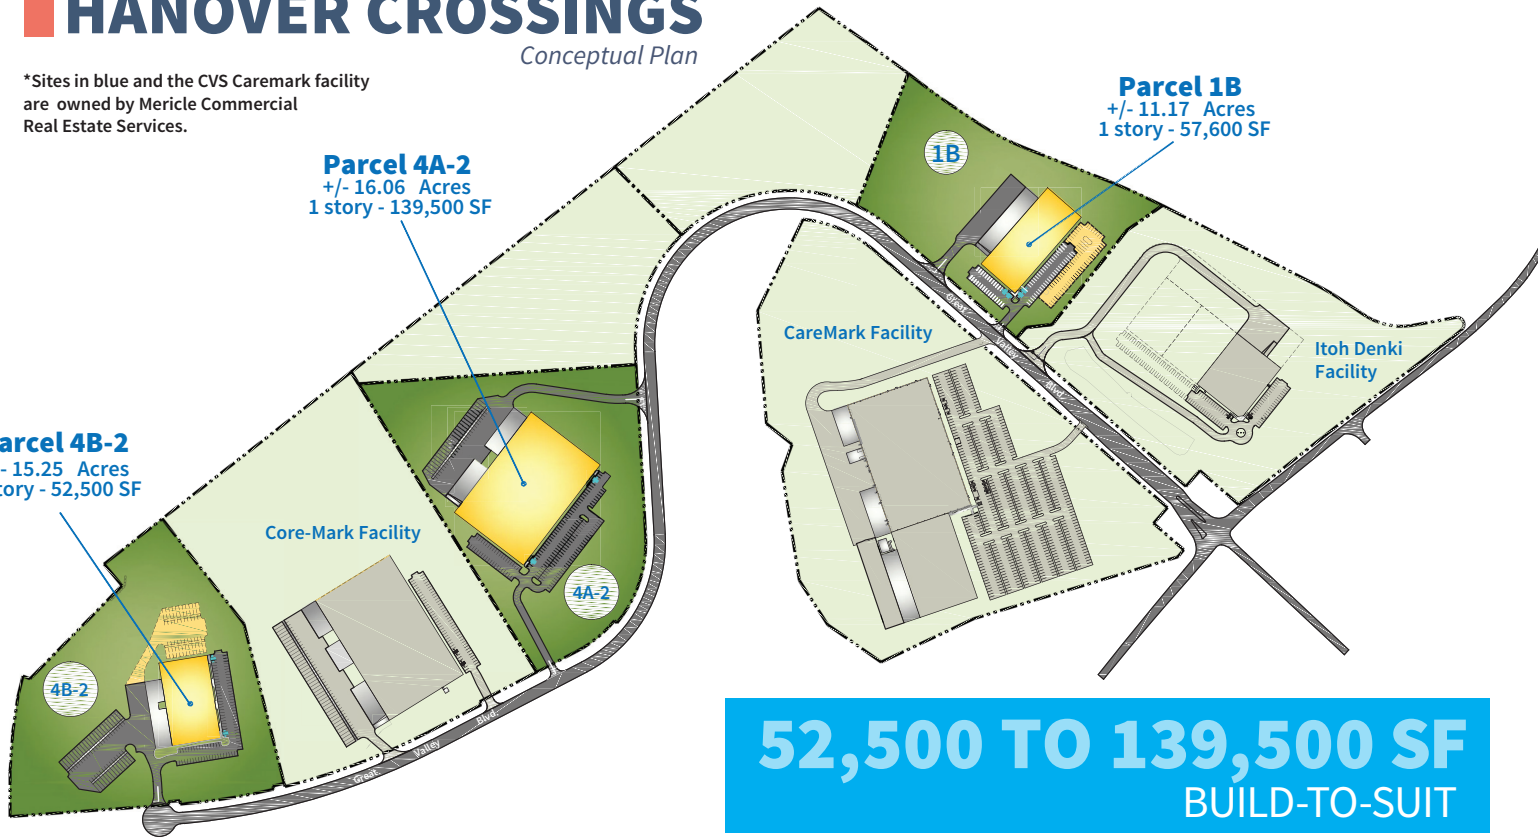 HANOVER CROSSINGS
Conceptual Plan
*Sites in blue and the CVS Caremark facility
are owned by Mericle Commercial
Real Estate Services.
Parcel 1B
+/- 11.17 Acres
1 story - 57,600 SF
1B
Parcel 4A-2
+/- 16.06 Acres
1 story - 139,500 SF
Great
Valley
Blvd.
CareMark Facility
Itoh Denki
Facility
arcel 4B-2
- 15.25 Acres
tory - 52,500 SF
Core-Mark Facility
4A-2
4B-2
Great
Valley
Blvd.
52,500 TO 139,500 SF
BUILD-TO-SUIT